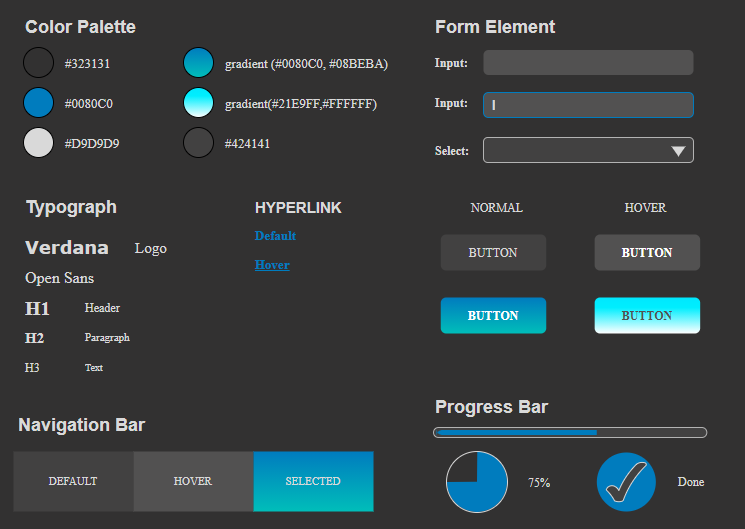 Color Palette
#323131
gradient (#0080C0, #08BEBA)
#0080C0
gradient(#21E9FF,#FFFFFF)
#D9D9D9
#424141
Form Element
Input:
Input:
I
Select:
Typograph
Verdana Logo
Open Sans
H1 Header
H2 Paragraph
H3 Text
HYPERLINK
Default
Hover
NORMAL HOVER
BUTTON BUTTON
BUTTON BUTTON
Navigation Bar
DEFAULT HOVER SELECTED
Progress Bar
75% Done